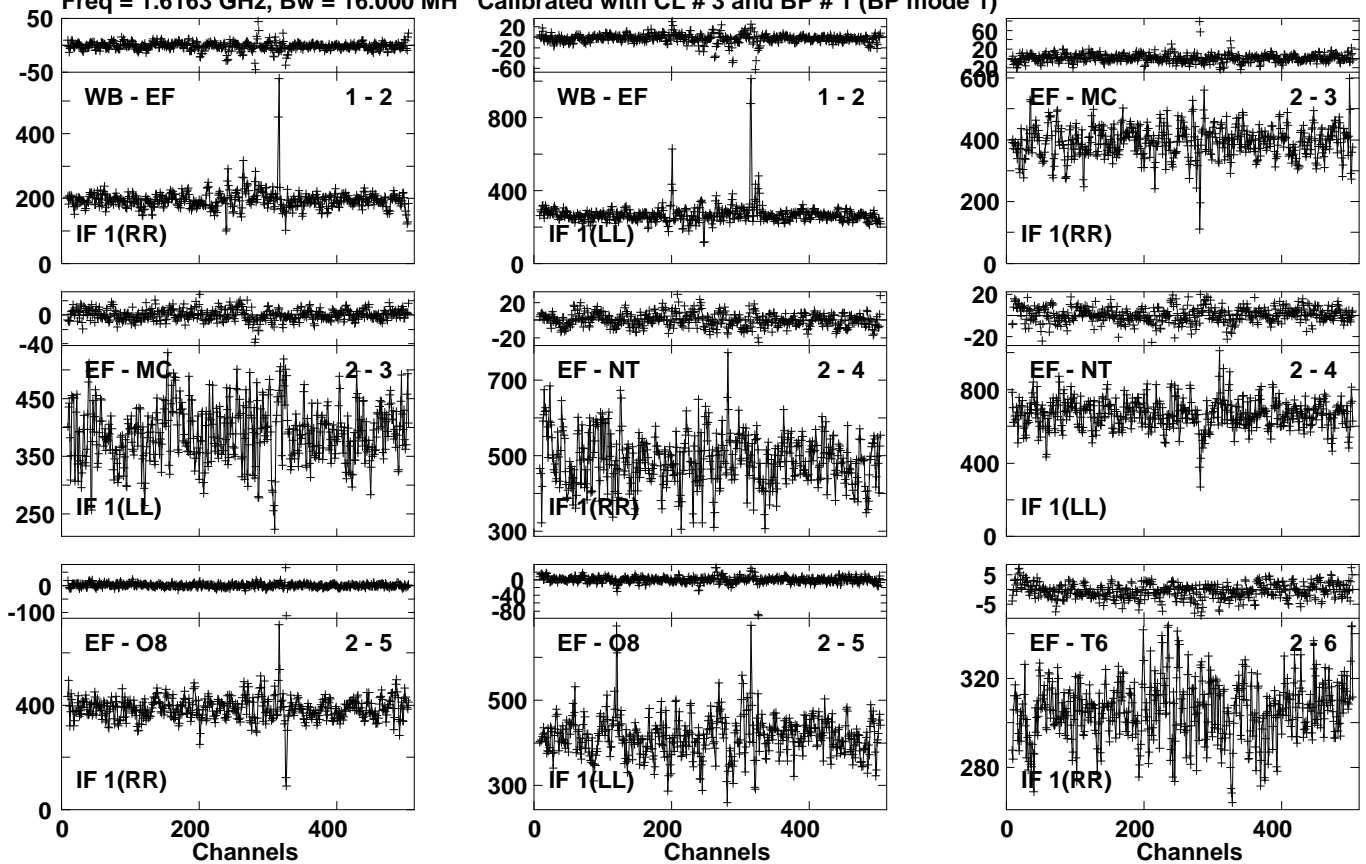 Freq = 1.6163 GHz, Bw = 16.000 MH Calibrated with CL # 3 and BP # 1 (BP mode 1)
50
-50
WB - EF 1 - 2
400
200
0
IF 1(RR)
20
-20
-60
WB - EF 1 - 2
800
400
0
IF 1(LL)
60
20
-20
600
EF - MC 2 - 3
400
200
0
IF 1(RR)
0
-40
EF - MC 2 - 3
450
350
250
IF 1(LL)
20
-20
EF - NT 2 - 4
700
500
300
IF 1(RR)
20
-20
EF - NT 2 - 4
800
400
0
IF 1(LL)
0
-100
EF - O8 2 - 5
400
0
IF 1(RR)
0
-40
-80
EF - O8 2 - 5
500
300
IF 1(LL)
5
-5
EF - T6 2 - 6
320
280
IF 1(RR)
0 200 400
Channels
0 200 400
Channels
0 200 400
Channels